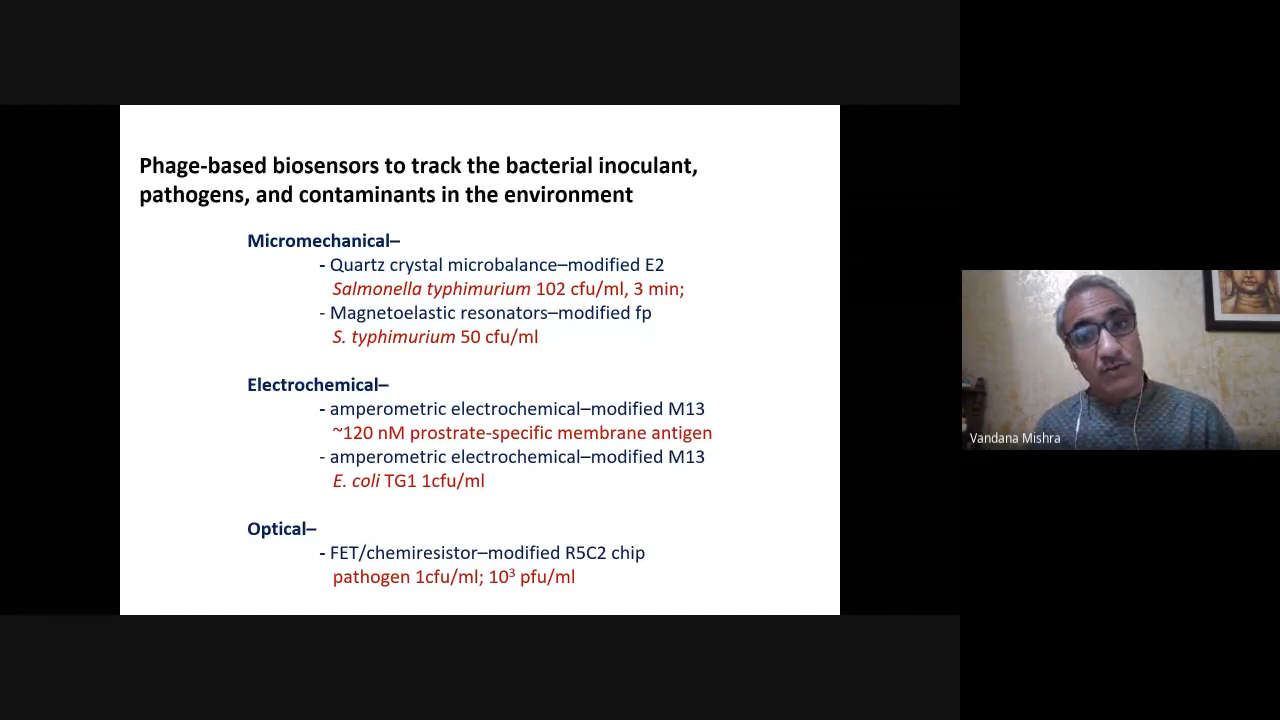 Phage-based biosensors to track the bacterial inoculant,
pathogens, and contaminants in the environment
Micromechanical–
- Quartz crystal microbalance–modified E2
Salmonella typhimurium 102 cfu/ml, 3 min;
- Magnetoelastic resonators–modified fp
S. typhimurium 50 cfu/ml
Electrochemical–
- amperometric electrochemical–modified M13
~120 nM prostrate-specific membrane antigen
- amperometric electrochemical–modified M13
E. coli TG1 1cfu/ml
Optical–
- FET/chemiresistor–modified R5C2 chip
pathogen 1cfu/ml; 10³ pfu/ml
Vandana Mishra